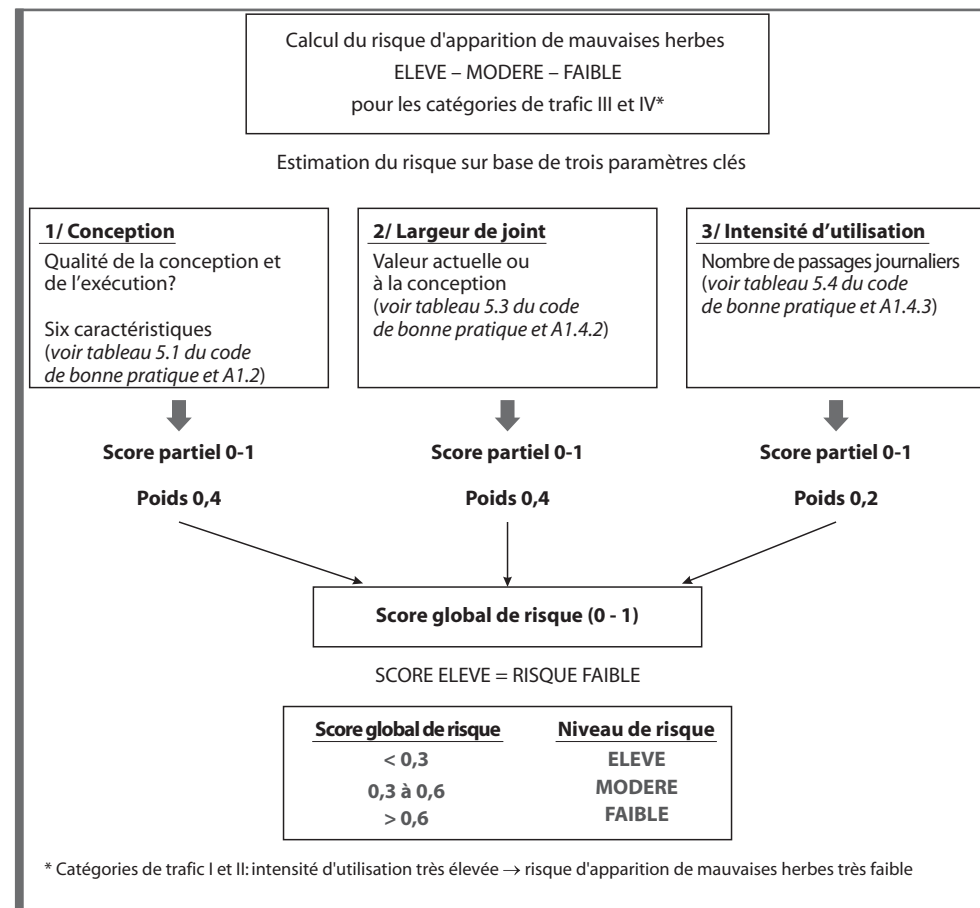 Calcul du risque d'apparition de mauvaises herbes
ELEVE – MODERE – FAIBLE
pour les catégories de trafic III et IV*
Estimation du risque sur base de trois paramètres clés
1/ Conception
Qualité de la conception et
de l'exécution?
Six caractéristiques
(voir tableau 5.1 du code
de bonne pratique et A1.2)
2/ Largeur de joint
Valeur actuelle ou
à la conception
(voir tableau 5.3 du code
de bonne pratique et A1.4.2)
3/ Intensité d’utilisation
Nombre de passages journaliers
(voir tableau 5.4 du code
de bonne pratique et A1.4.3)
Score partiel 0-1
Poids 0,4
Score partiel 0-1
Poids 0,4
Score partiel 0-1
Poids 0,2
Score global de risque (0 - 1)
SCORE ELEVE = RISQUE FAIBLE
Score global de risque Niveau de risque
< 0,3 ELEVE
0,3 à 0,6 MODERE
> 0,6 FAIBLE
* Catégories de trafic I et II: intensité d'utilisation très élevée → risque d'apparition de mauvaises herbes très faible